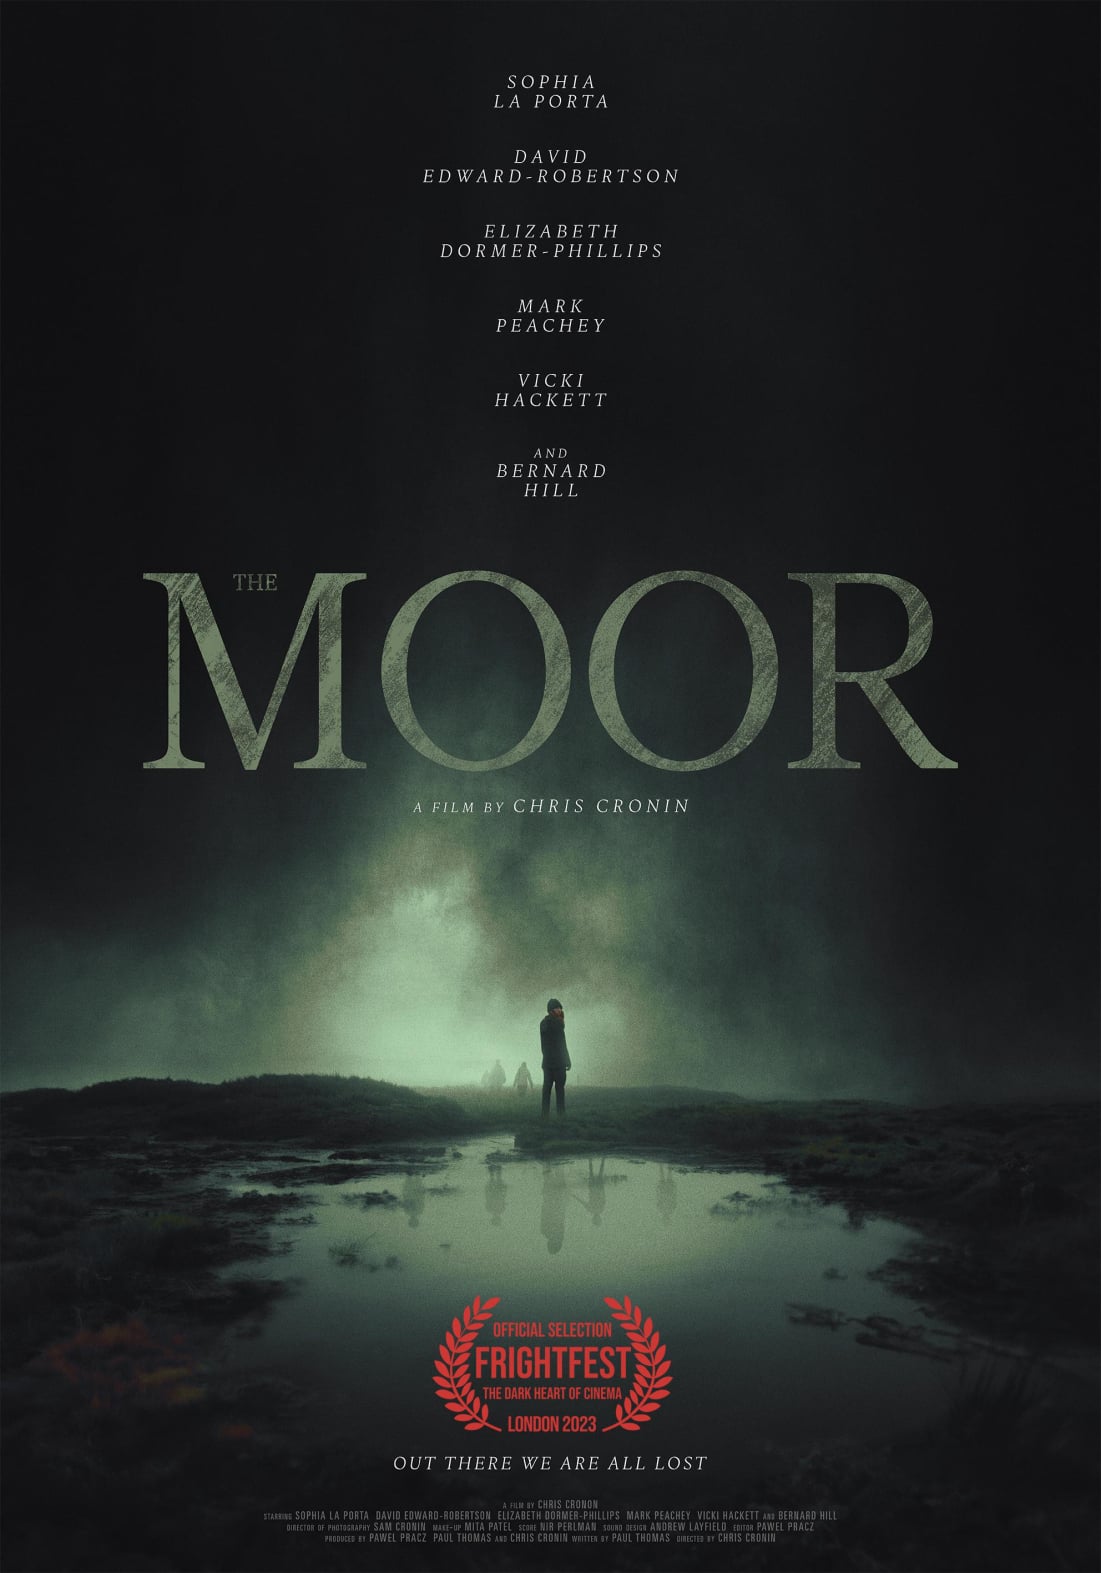 SOPHIA
LA PORTA
DAVID
EDWARD-ROBERTSON
ELIZABETH
DORMER-PHILLIPS
MARK
PEACHEY
VICKI
HACKETT
AND
BERNARD
HILL
THE
MOOR
A FILM BY CHRIS CRONIN
OFFICIAL SELECTION
FRIGHTFEST
THE DARK HEART OF CINEMA
LONDON 2023
OUT THERE WE ARE ALL LOST
A FILM BY CHRIS CRONON
STARRING SOPHIA LA PORTA DAVID EDWARD-ROBERTSON ELIZABETH DORMER-PHILLIPS MARK PEACHEY VICKI HACKETT AND BERNARD HILL
DIRECTOR OF PHOTOGRAPHY SAM CRONIN MAKE-UP MITA PATEL SCORE NIR PERLMAN SOUND DESIGN ANDREW LAYFIELD EDITOR PAWEL PRACZ
PRODUCED BY PAWEL PRACZ PAUL THOMAS AND CHRIS CRONIN WRITTEN BY PAUL THOMAS DIRECTED BY CHRIS CRONIN